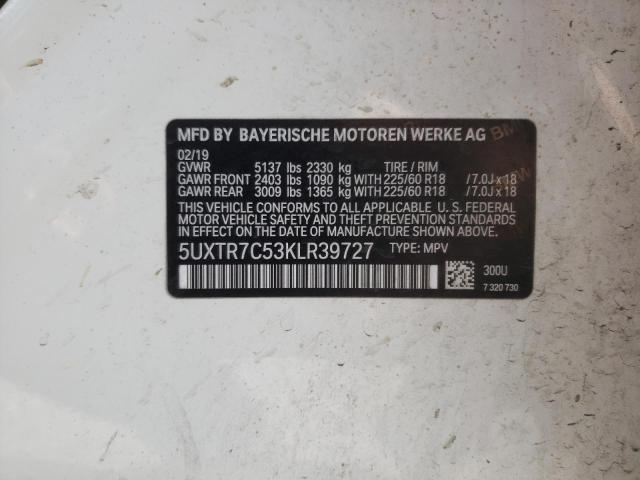 MFD BY BAYERISCHE MOTOREN WERKE AG
02/19
GVWR 5137 lbs 2330 kg TIRE / RIM
GAWR FRONT 2403 lbs 1090 kg WITH 225/60 R18 /7.0J x 18
GAWR REAR 3009 lbs 1365 kg WITH 225/60 R18 /7.0J x 18
THIS VEHICLE CONFORMS TO ALL APPLICABLE U. S. FEDERAL
MOTOR VEHICLE SAFETY, BUMPER, AND
THEFT PREVENTION STANDARDS
IN EFFECT ON THE DATE OF MANUFACTURE SHOWN ABOVE.
5UXTR7C53KLR39727 TYPE: MPV
300U
7 320 730